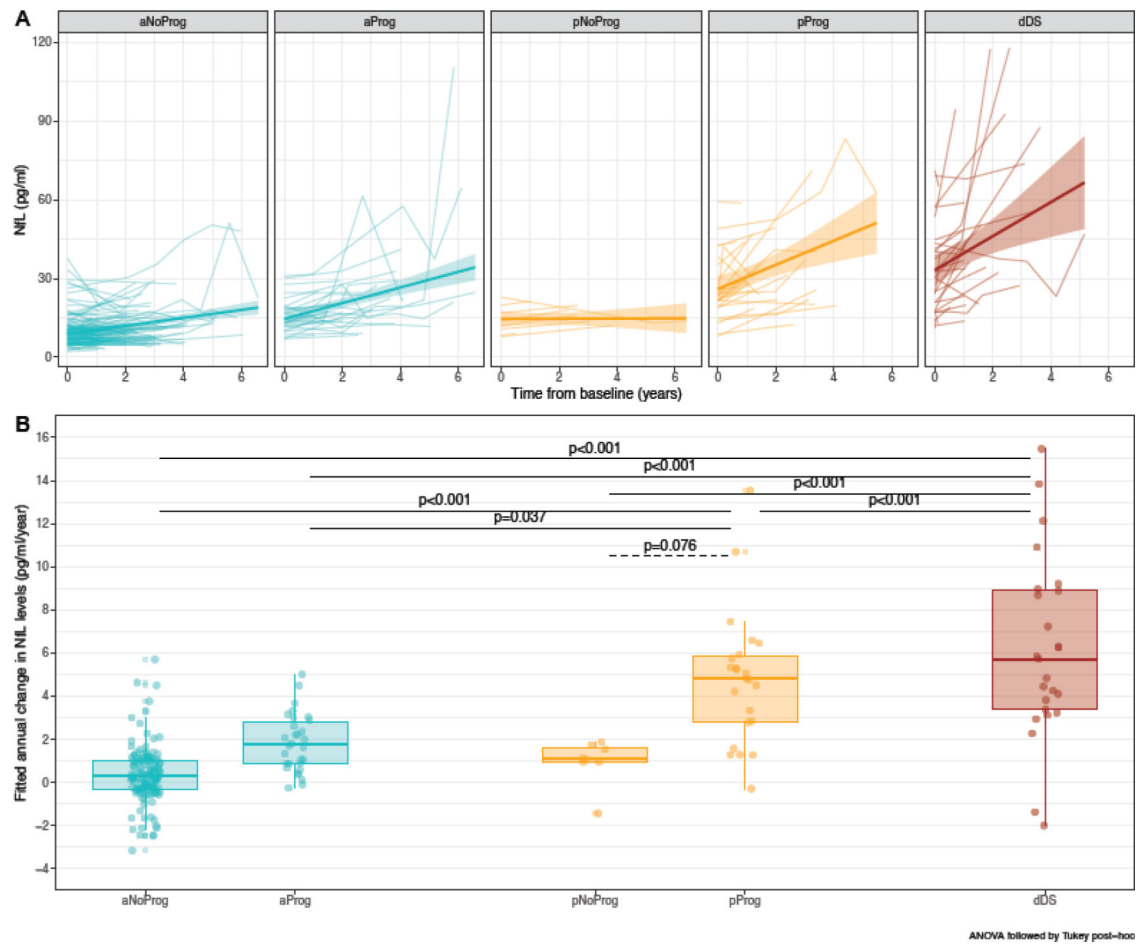 A
aNoProg aProg pNoProg pProg dDS
120
90
60
30
0
NfL (pg/ml)
0 2 4 6 0 2 4 6 0 2 4 6 0 2 4 6 0 2 4 6
Time from baseline (years)
B
16
14
12
10
8
6
4
2
0
−2
−4
Fitted annual change in NfL levels (pg/ml/year)
p<0.001
p<0.001
p<0.001
p<0.001 p<0.001
p=0.037
p=0.076
aNoProg aProg pNoProg pProg dDS
ANOVA followed by Tukey post−hoc